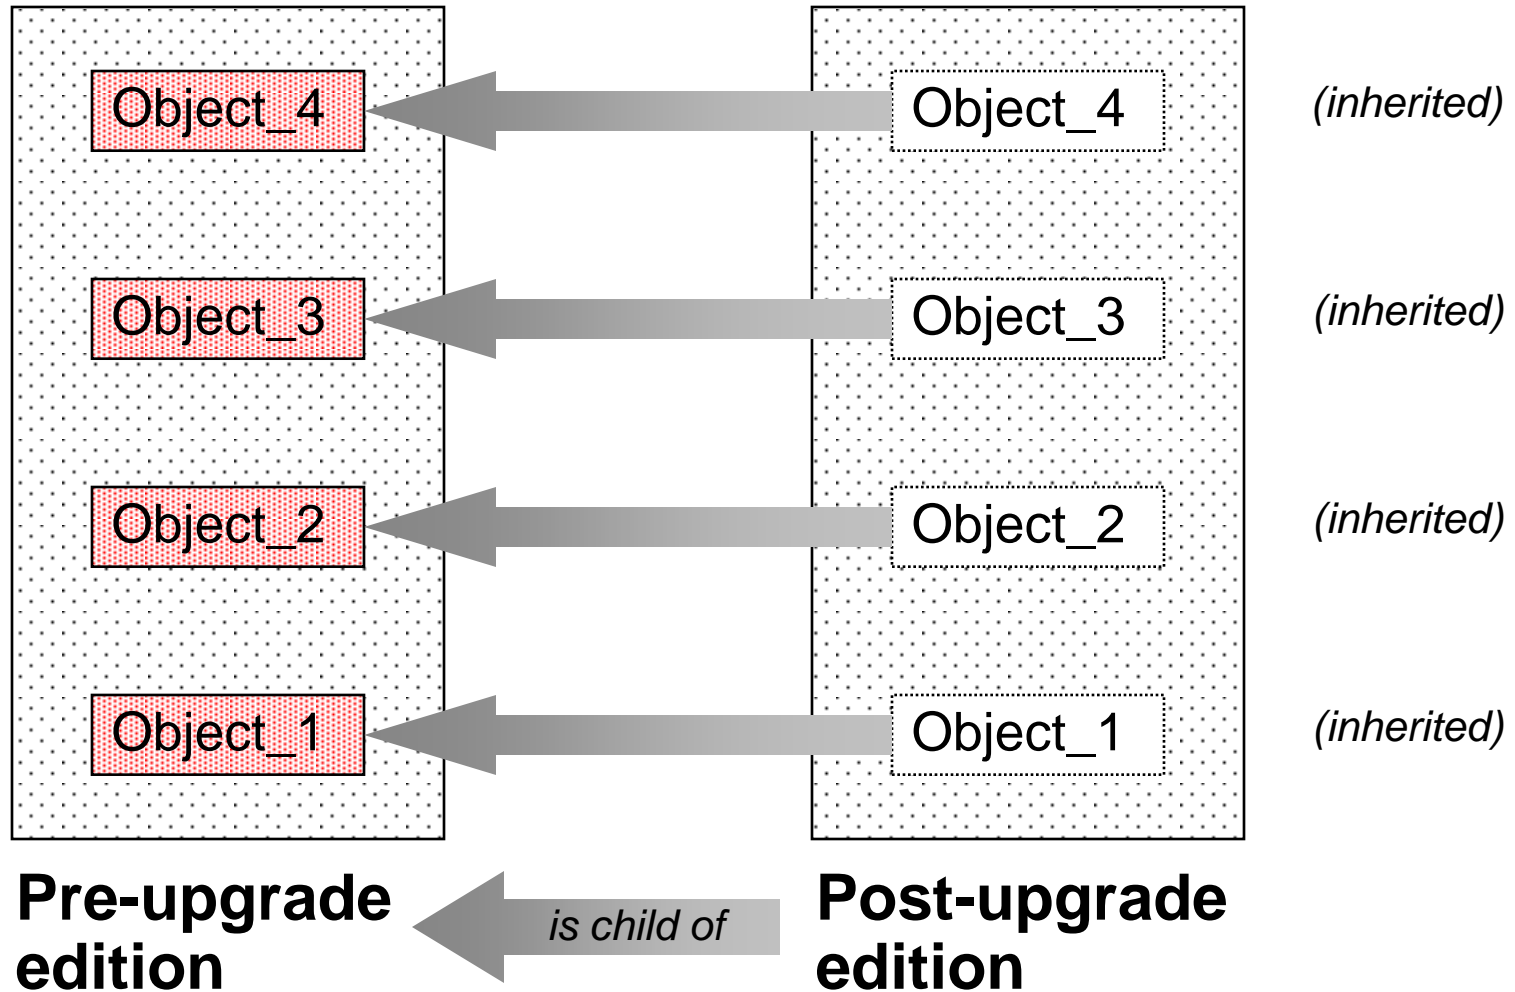 Object_4 Object_4 (inherited)
Object_3 Object_3 (inherited)
Object_2 Object_2 (inherited)
Object_1 Object_1 (inherited)
Pre-upgrade
edition
is child of
Post-upgrade
edition